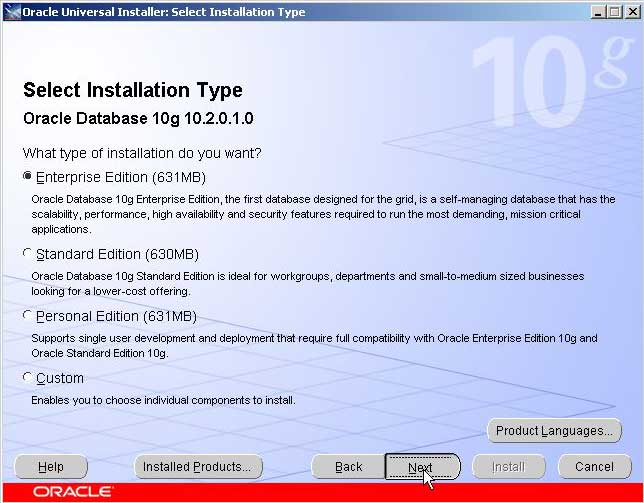 Oracle Universal Installer: Select Installation Type
10g
Select Installation Type
Oracle Database 10g 10.2.0.1.0
What type of installation do you want?
Enterprise Edition (631MB)
Oracle Database 10g Enterprise Edition, the first database designed for the grid, is a self-managing database that has the
scalability, performance, high availability and security features required to run the most demanding, mission critical
applications.
Standard Edition (630MB)
Oracle Database 10g Standard Edition is ideal for workgroups, departments and small-to-medium sized businesses
looking for a lower-cost offering.
Personal Edition (631MB)
Supports single user development and deployment that require full compatibility with Oracle Enterprise Edition 10g and
Oracle Standard Edition 10g.
Custom
Enables you to choose individual components to install.
Product Languages...
Help
Installed Products...
Back
Next
Install
Cancel
ORACLE